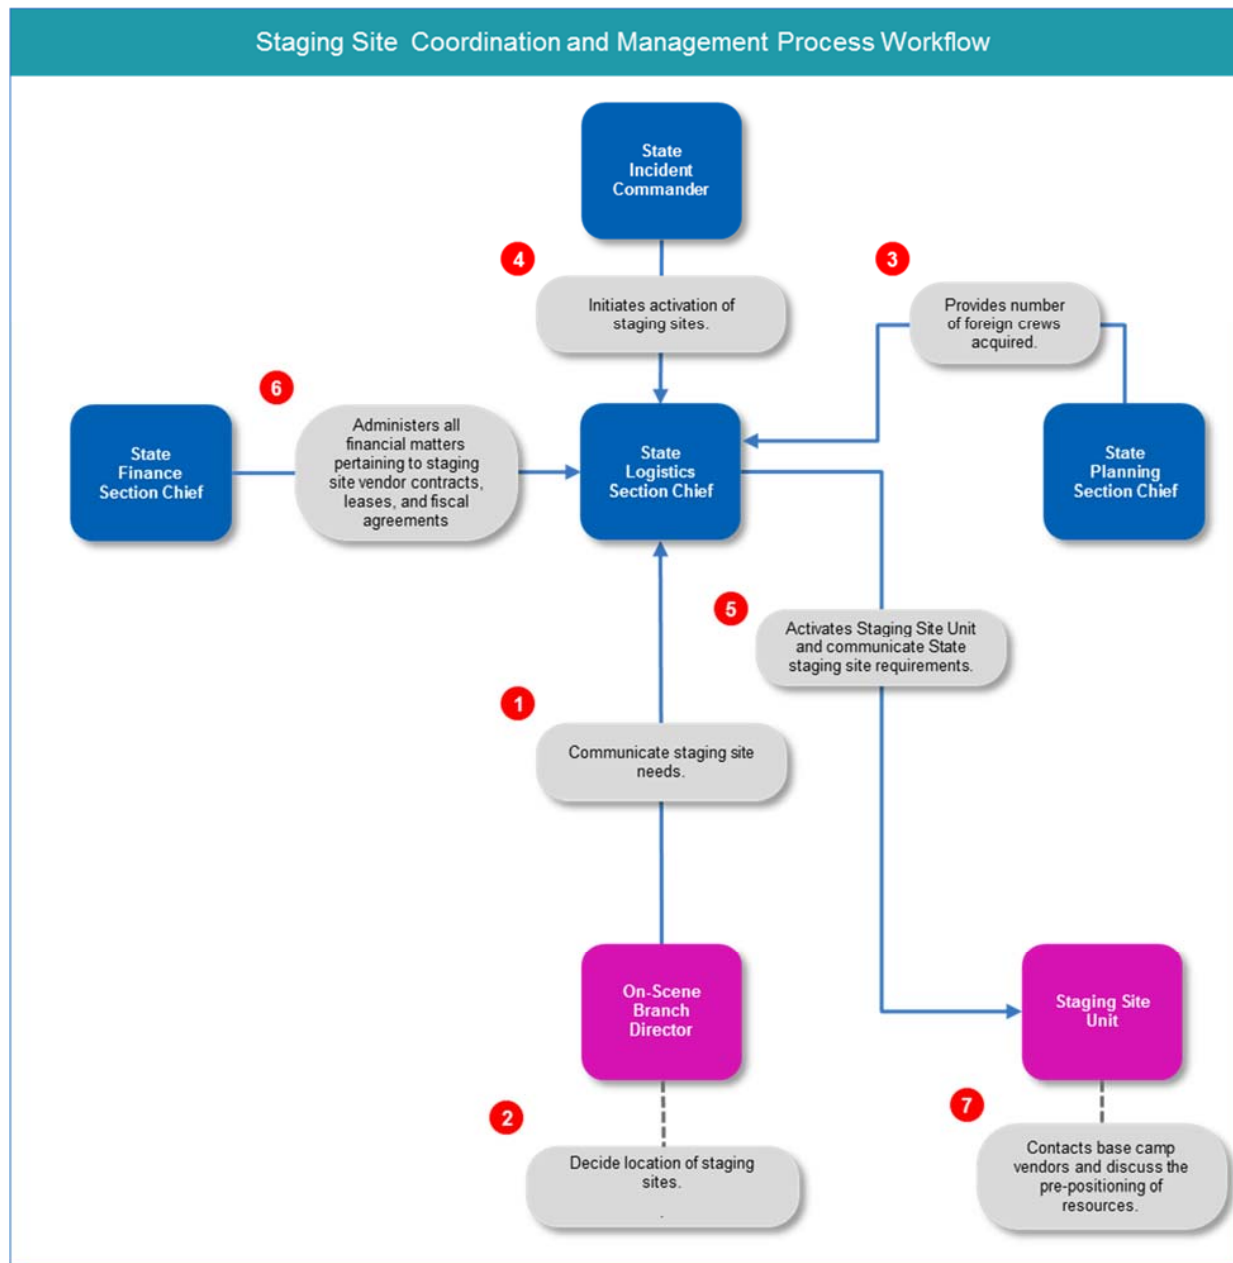 Staging Site Coordination and Management Process Workflow
State
Incident
Commander
4
Initiates activation of
staging sites.
3
Provides number
of foreign crews
acquired.
6
Administers all
financial matters
pertaining to staging
site vendor contracts,
leases, and fiscal
agreements
State
Finance
Section Chief
State
Logistics
Section Chief
State
Planning
Section Chief
5
Activates Staging Site Unit
and communicate State
staging site requirements.
1
Communicate staging site
needs.
On-Scene
Branch
Director
Staging Site
Unit
2
Decide location of staging
sites.
.
7
Contacts base camp
vendors and discuss the
pre-positioning of
resources.